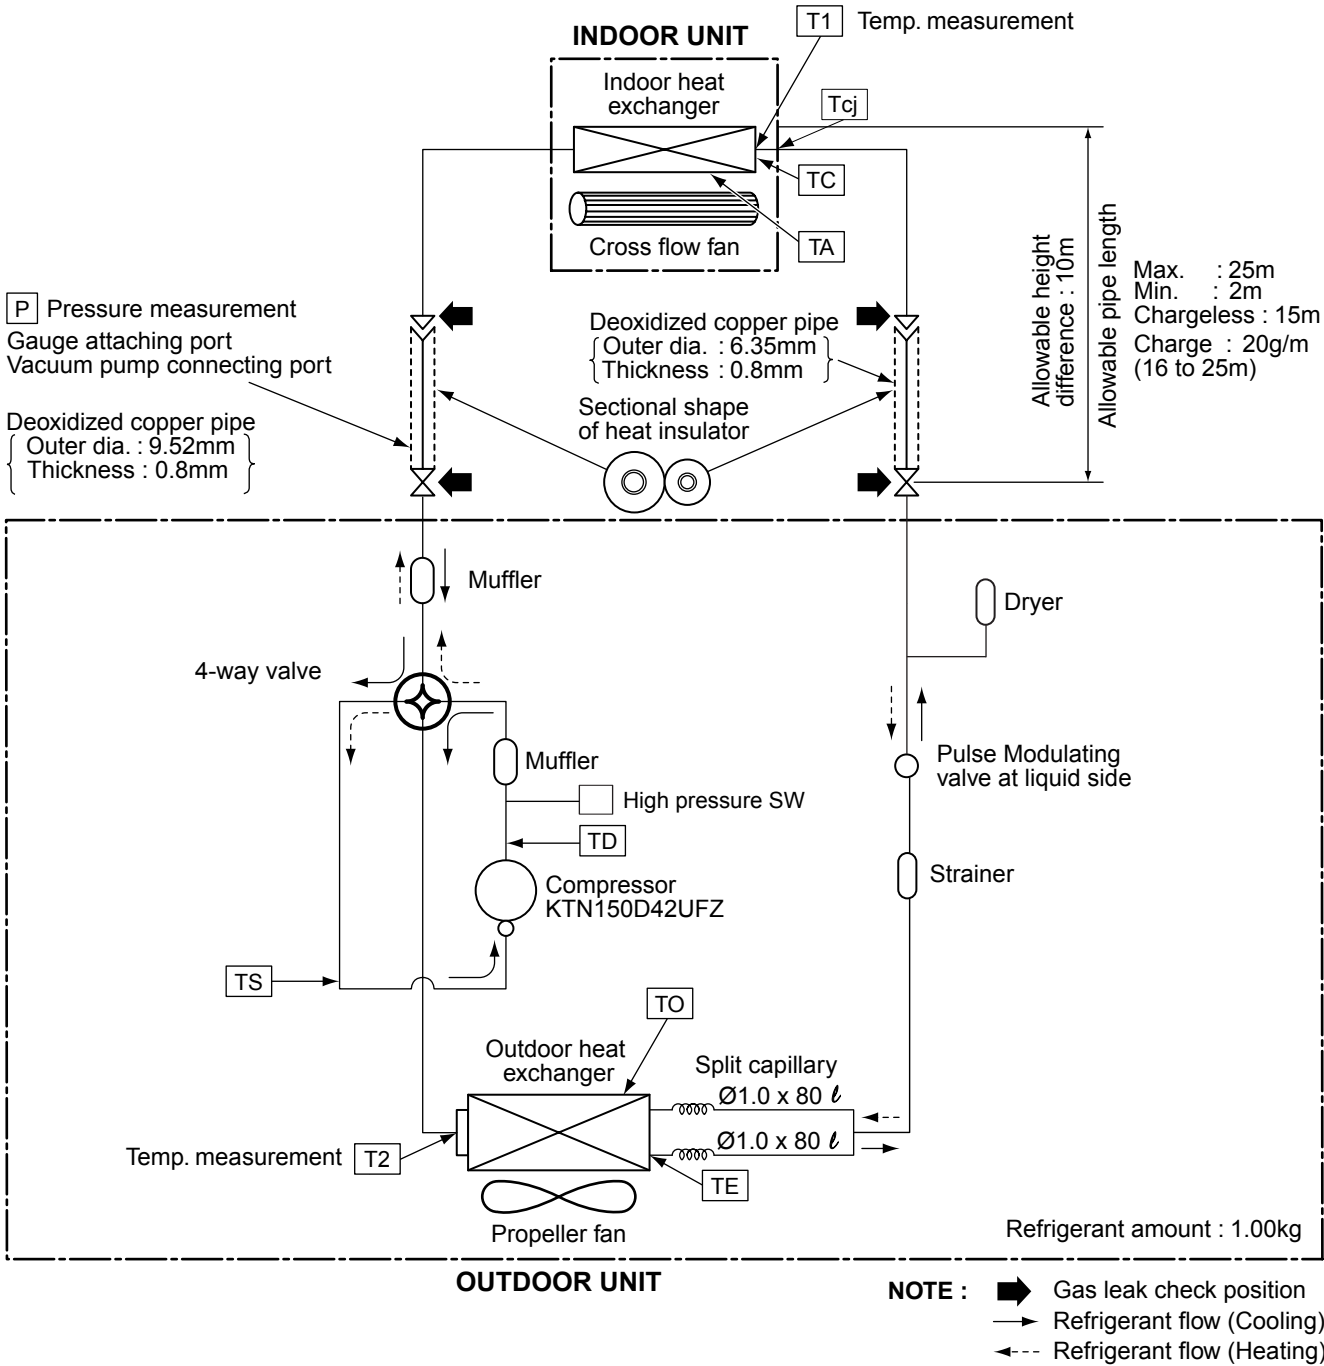 T1 Temp. measurement
INDOOR UNIT
Indoor heat
exchanger
Tcj
TC
Cross flow fan
TA
Allowable height
difference : 10m
Allowable pipe length
Max. : 25m
Min. : 2m
Chargeless : 15m
Charge : 20g/m
(16 to 25m)
P Pressure measurement
Gauge attaching port
Vacuum pump connecting port
Deoxidized copper pipe
Outer dia. : 9.52mm
Thickness : 0.8mm
Deoxidized copper pipe
Outer dia. : 6.35mm
Thickness : 0.8mm
Sectional shape
of heat insulator
Muffler
Dryer
4-way valve
Muffler
Pulse Modulating
valve at liquid side
High pressure SW
TD
Strainer
Compressor
KTN150D42UFZ
TS
TO
Outdoor heat
exchanger
Split capillary
Ø1.0 x 80 ℓ
Ø1.0 x 80 ℓ
Temp. measurement T2
TE
Propeller fan
Refrigerant amount : 1.00kg
OUTDOOR UNIT
NOTE : Gas leak check position
Refrigerant flow (Cooling)
Refrigerant flow (Heating)